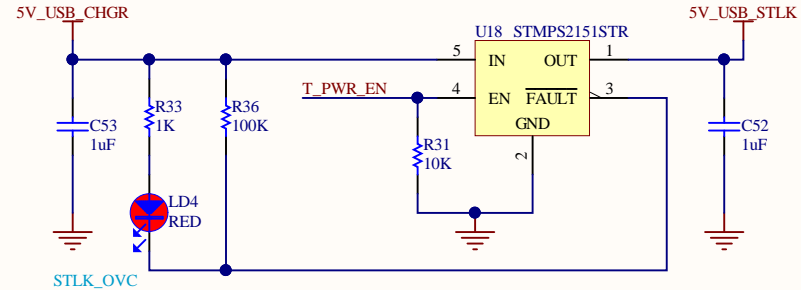 5V_USB_CHGR
5V_USB_STLK
U18 STMPS2151STR
5 IN OUT 1
T_PWR_EN
4 EN FAULT 3
GND
2
R33
1K
R36
100K
C53
1uF
R31
10K
C52
1uF
LD4
RED
STLK_OVC